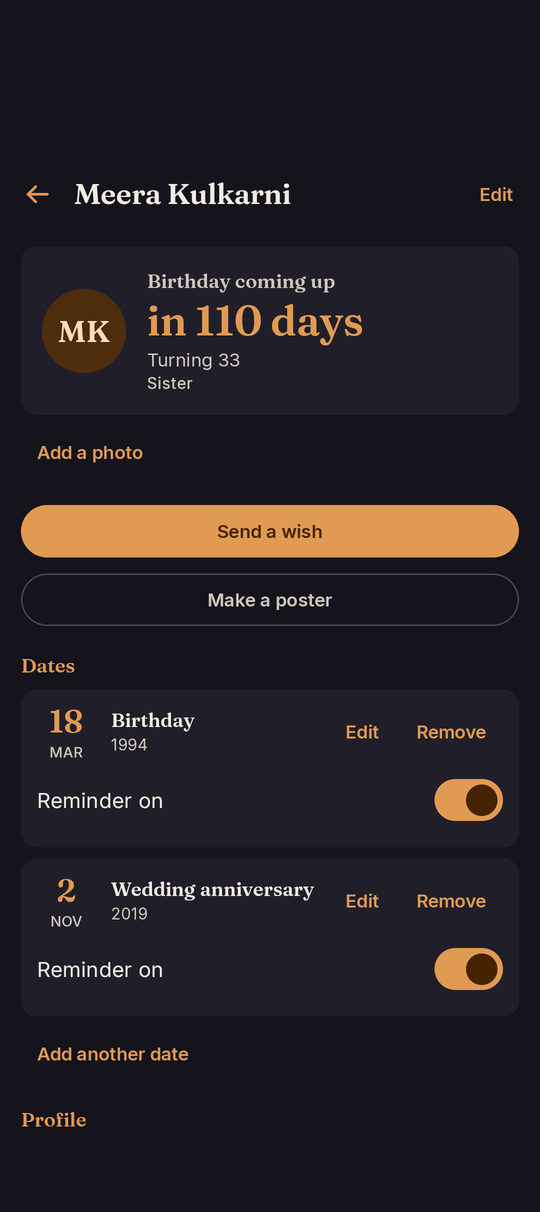 Meera Kulkarni
Edit
MK
Birthday coming up
in 110 days
Turning 33
Sister
Add a photo
Send a wish
Make a poster
Dates
18
MAR
Birthday
1994
Edit
Remove
Reminder on
2
NOV
Wedding anniversary
2019
Edit
Remove
Reminder on
Add another date
Profile